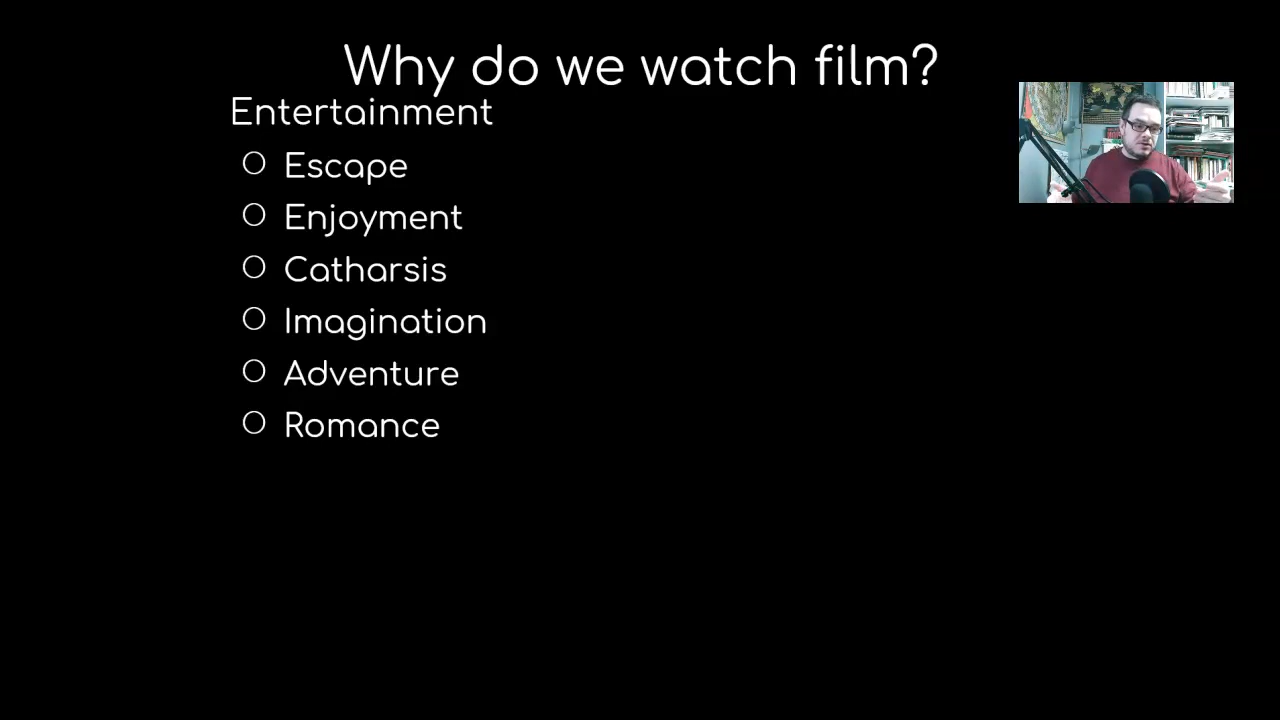 Why do we watch film?
Entertainment
Escape
Enjoyment
Catharsis
Imagination
Adventure
Romance